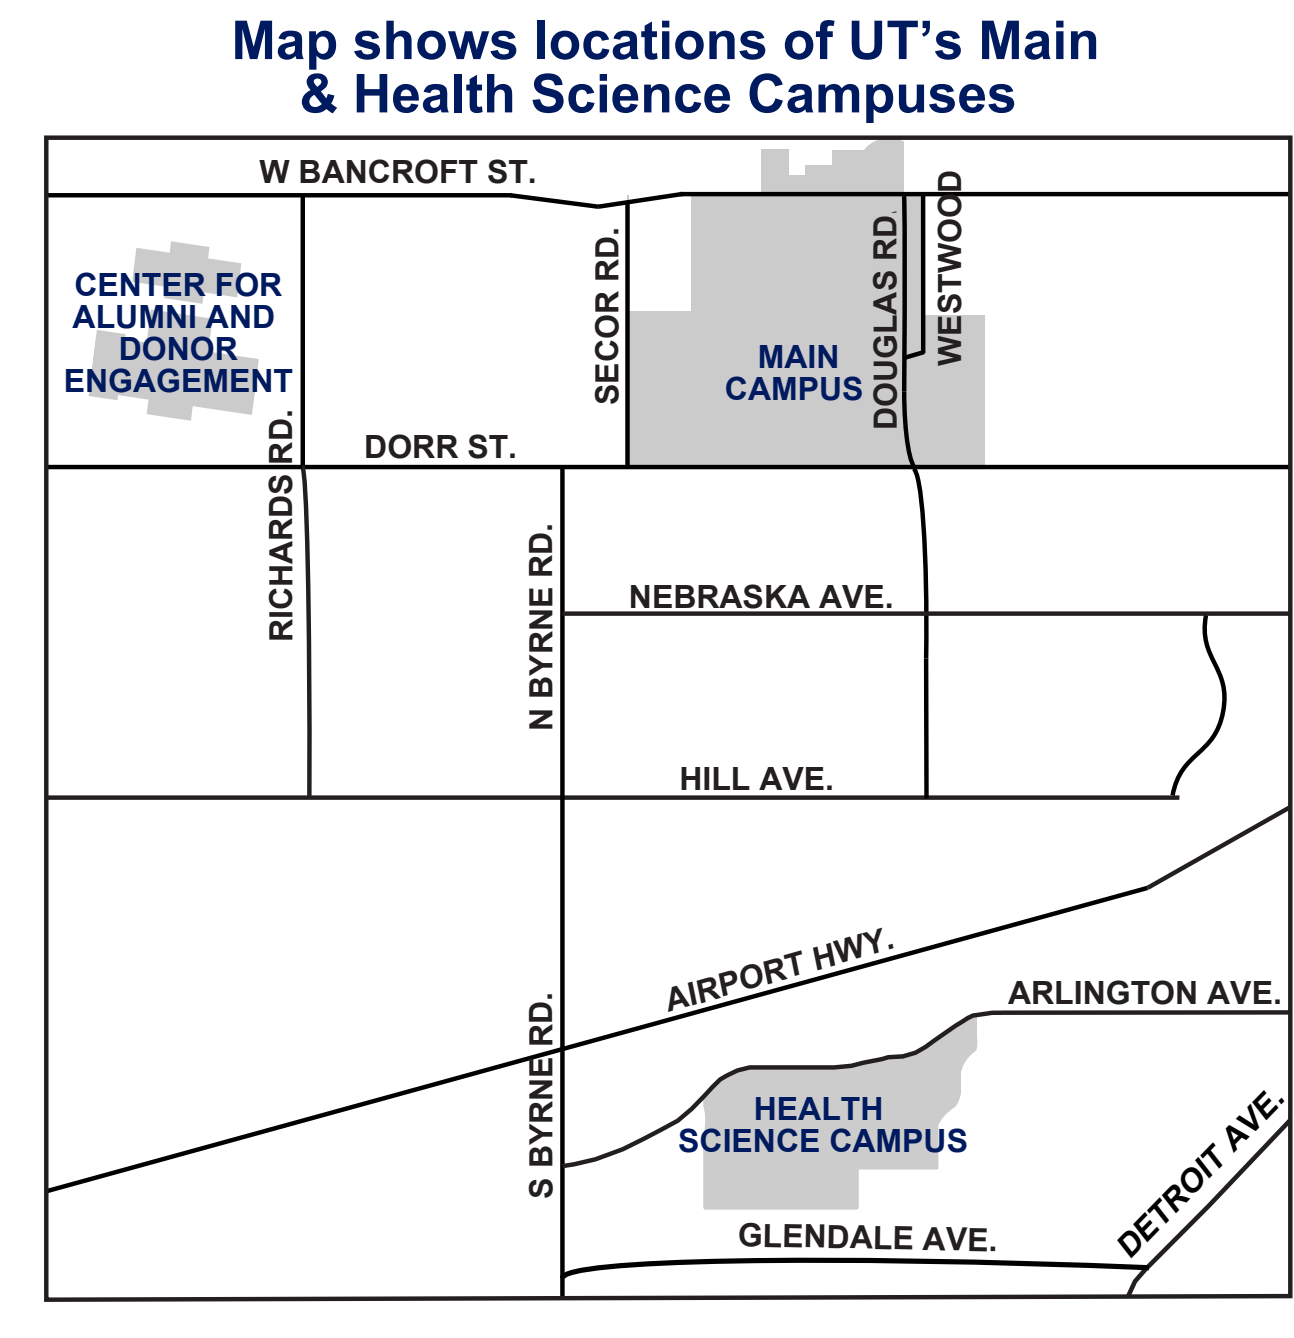 Map shows locations of UT’s Main
& Health Science Campuses
W BANCROFT ST.
WESTWOOD
DOUGLAS RD.
SECOR RD.
CENTER FOR
ALUMNI AND
DONOR
ENGAGEMENT
MAIN
CAMPUS
RICHARDS RD.
DORR ST.
N BYRNE RD.
NEBRASKA AVE.
HILL AVE.
AIRPORT HWY.
ARLINGTON AVE.
S BYRNE RD.
HEALTH
SCIENCE CAMPUS
DETROIT AVE.
GLENDALE AVE.